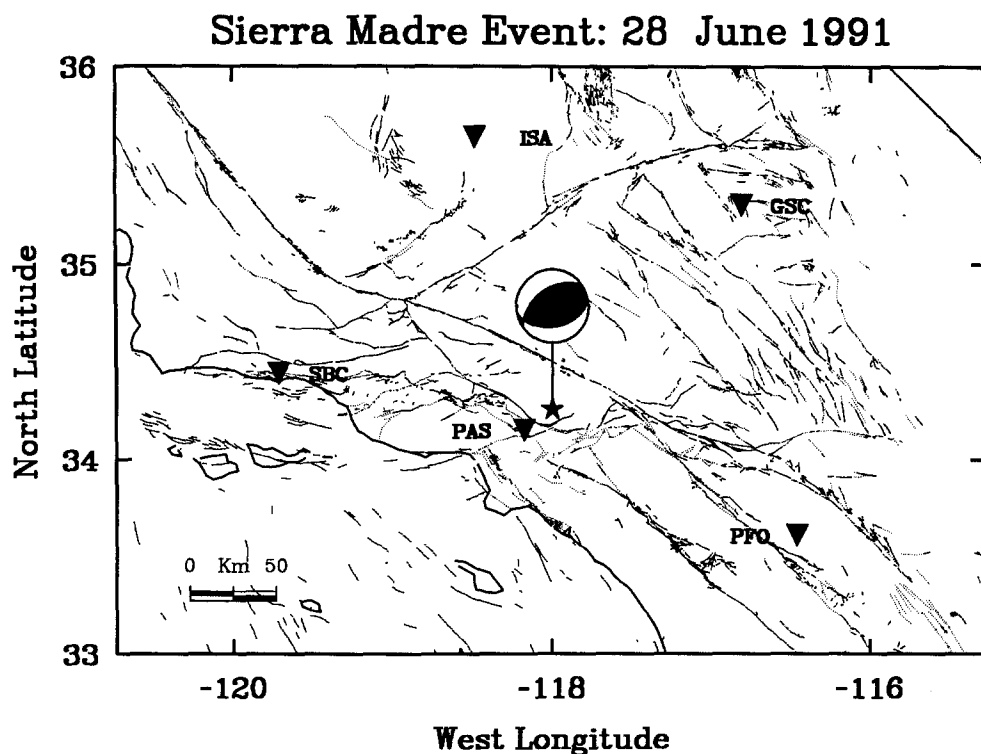 Sierra Madre Event: 28 June 1991
36
35
34
33
North Latitude
ISA
GSC
SBC
PAS
PFO
0 Km 50
-120
-118
-116
West Longitude